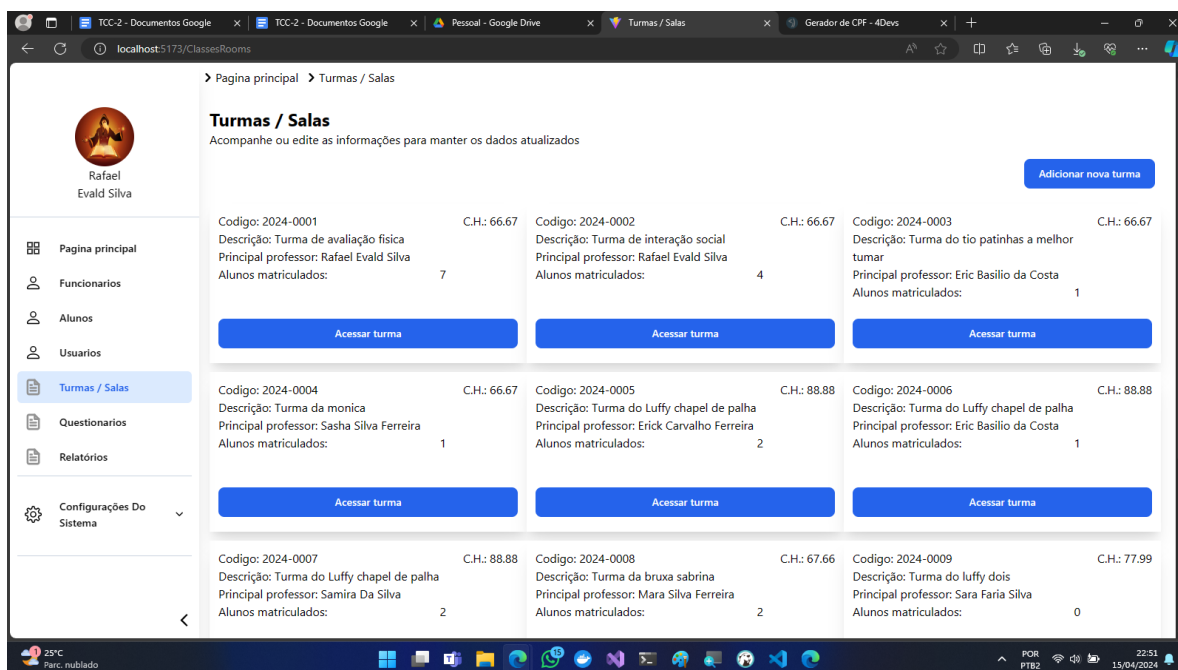 TCC-2 - Documentos Google
TCC-2 - Documentos Google
Pessoal - Google Drive
Turmas / Salas
Gerador de CPF - 4Devs
localhost:5173/ClassesRooms
Pagina principal Turmas / Salas
Rafael
Evald Silva
Pagina principal
Funcionarios
Alunos
Usuarios
Turmas / Salas
Questionarios
Relatórios
Configurações Do
Sistema
Turmas / Salas
Acompanhe ou edite as informações para manter os dados atualizados
Adicionar nova turma
Codigo: 2024-0001 C.H.: 66.67
Descrição: Turma de avaliação fisica
Principal professor: Rafael Evald Silva
Alunos matriculados: 7
Acessar turma
Codigo: 2024-0002 C.H.: 66.67
Descrição: Turma de interação social
Principal professor: Rafael Evald Silva
Alunos matriculados: 4
Acessar turma
Codigo: 2024-0003 C.H.: 66.67
Descrição: Turma do tio patinhas a melhor
tumar
Principal professor: Eric Basilio da Costa
Alunos matriculados: 1
Acessar turma
Codigo: 2024-0004 C.H.: 66.67
Descrição: Turma da monica
Principal professor: Sasha Silva Ferreira
Alunos matriculados: 1
Acessar turma
Codigo: 2024-0005 C.H.: 88.88
Descrição: Turma do Luffy chapel de palha
Principal professor: Erick Carvalho Ferreira
Alunos matriculados: 2
Acessar turma
Codigo: 2024-0006 C.H.: 88.88
Descrição: Turma do Luffy chapel de palha
Principal professor: Eric Basilio da Costa
Alunos matriculados: 1
Acessar turma
Codigo: 2024-0007 C.H.: 88.88
Descrição: Turma do Luffy chapel de palha
Principal professor: Samira Da Silva
Alunos matriculados: 2
Codigo: 2024-0008 C.H.: 67.66
Descrição: Turma da bruxa sabrina
Principal professor: Mara Silva Ferreira
Alunos matriculados: 2
Codigo: 2024-0009 C.H.: 77.99
Descrição: Turma do luffy dois
Principal professor: Sara Faria Silva
Alunos matriculados: 0
1
25°C
Parc. nublado
15
POR
PTB2
22:51
15/04/2024